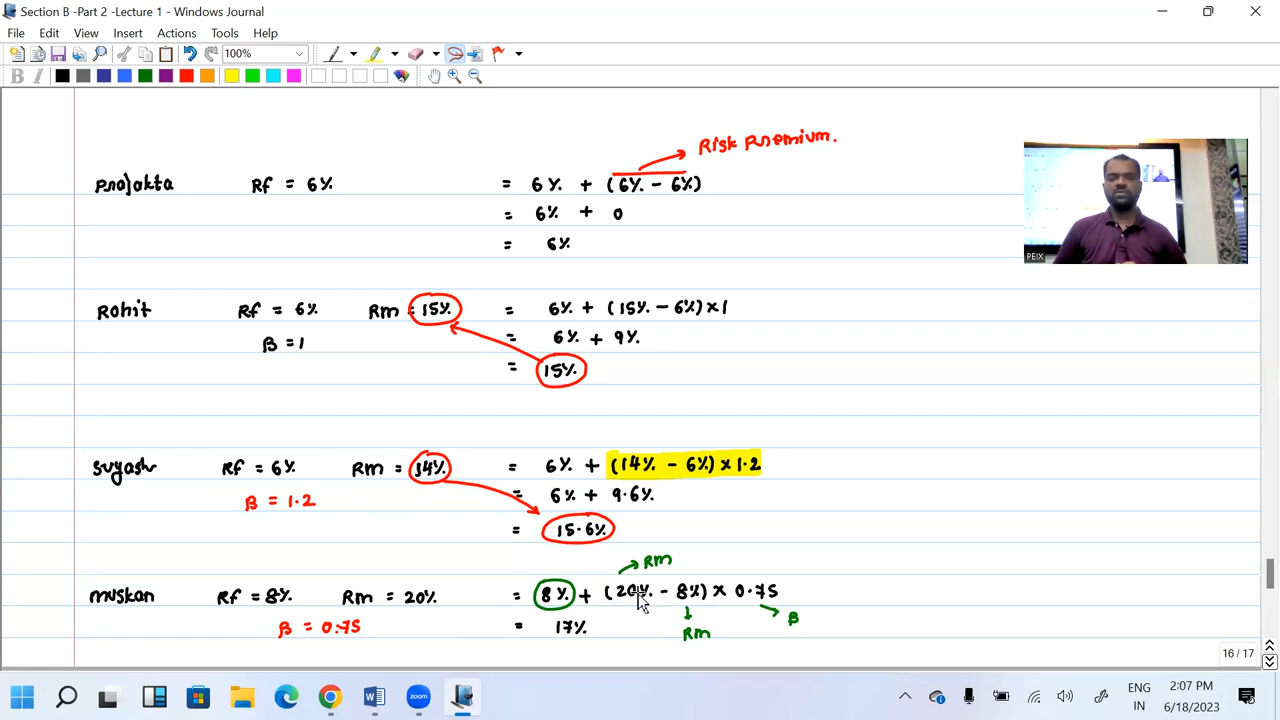 Section B -Part 2 -Lecture 1 - Windows Journal
File Edit View Insert Actions Tools Help
100%
B I
Risk Premium.
Prajakta Rf = 6% = 6% + (6% - 6%)
= 6% + 0
= 6%
Rohit Rf = 6% Rm = 15% = 6% + (15% - 6%) x 1
B = 1 = 6% + 9%
= 15%
Suyash Rf = 6% Rm = 14% = 6% + (14% - 6%) x 1.2
B = 1.2 = 6% + 9.6%
= 15.6%
Rm
muskan Rf = 8% Rm = 20% = 8% + (20% - 8%) x 0.75
B = 0.75 = 17% Rm B
PEIX
16 / 17
zoom
ENG
IN
2:07 PM
6/18/2023